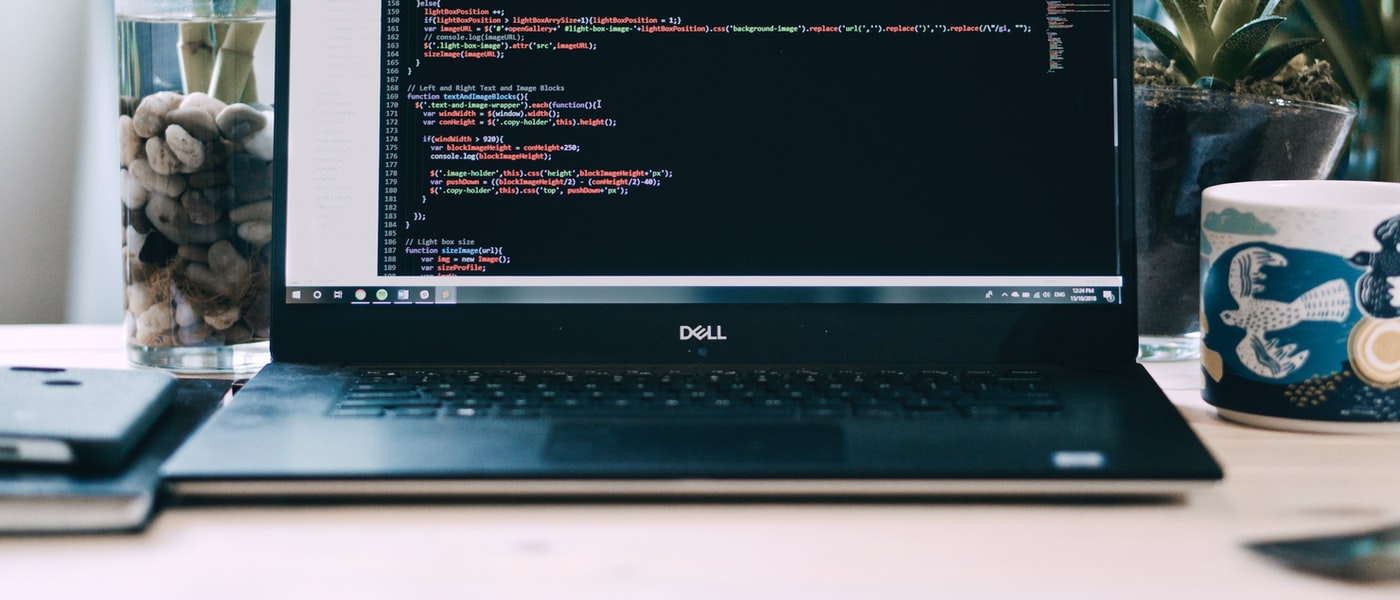 158 }else{
159 lightboxPosition ++;
160 if(lightBoxPosition > lightBoxArrySize+1){lightBoxPosition = 1;}
161 var imageURL = $('#'+openGallery+' #light-box-image-'+lightBoxPosition).css('background-image').replace('url(','').replace(')','').replace(/\"/gi, "");
162 // console.log(imageURL);
163 $('.light-box-image').attr('src',imageURL);
164 sizeImage(imageURL);
165 }
166 }
167
168 // Left and Right Text and Image Blocks
169 function textAndImageBlocks(){
170 $('.text-and-image-wrapper').each(function(){
171 var windWidth = $(window).width();
172 var conHeight = $('.copy-holder',this).height();
173
174 if(windWidth > 920){
175 var blockImageHeight = conHeight+250;
176 console.log(blockImageHeight);
177
178 $('.image-holder',this).css('height',blockImageHeight+'px');
179 var pushDown = ((blockImageHeight/2) - (conHeight/2)-40);
180 $('.copy-holder',this).css('top', pushDown+'px');
181 }
182
183 });
184 }
185
186 // Light box size
187 function sizeImage(url){
188 var img = new Image();
189 var sizeProfile;
ENG
12:24 PM
15/10/2018
DELL